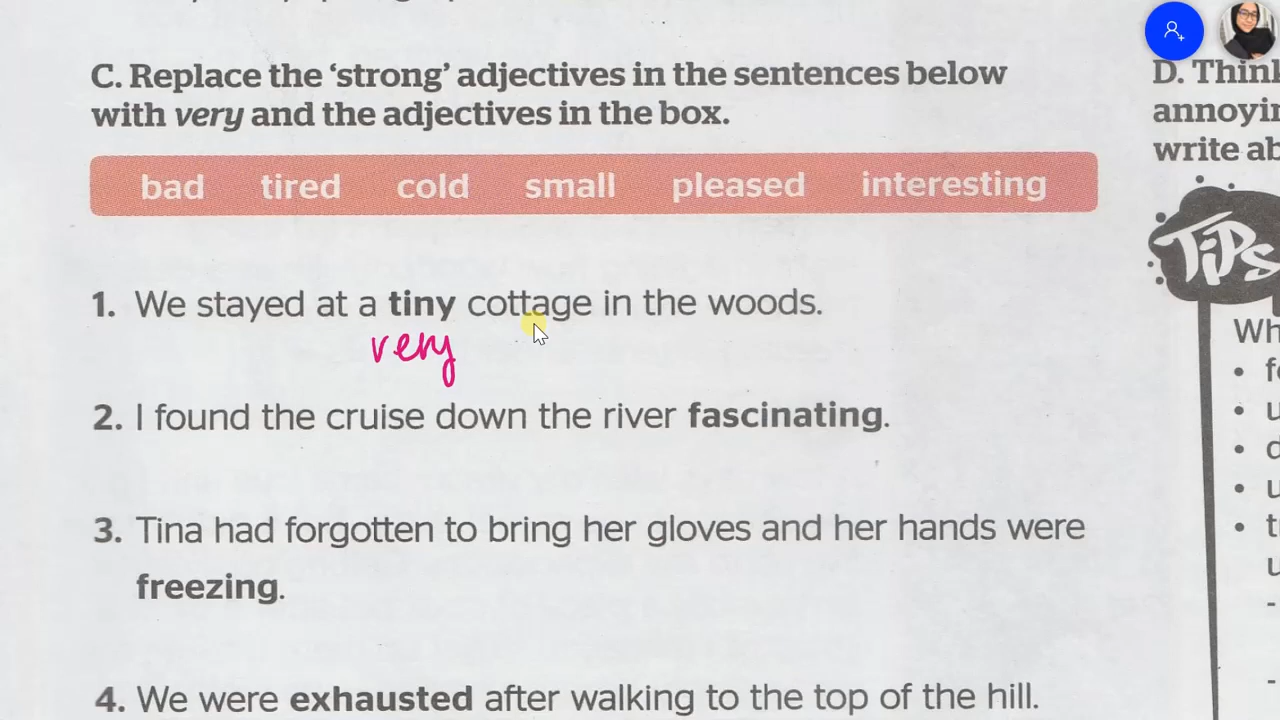 C. Replace the ‘strong’ adjectives in the sentences below
with very and the adjectives in the box.
bad tired cold small pleased interesting
1. We stayed at a tiny cottage in the woods.
very
2. I found the cruise down the river fascinating.
3. Tina had forgotten to bring her gloves and her hands were
freezing.
4. We were exhausted after walking to the top of the hill.
D. Think
annoyin
write ab
TiPs
Wh
• f
• u
• d
• u
• t
u
-
-